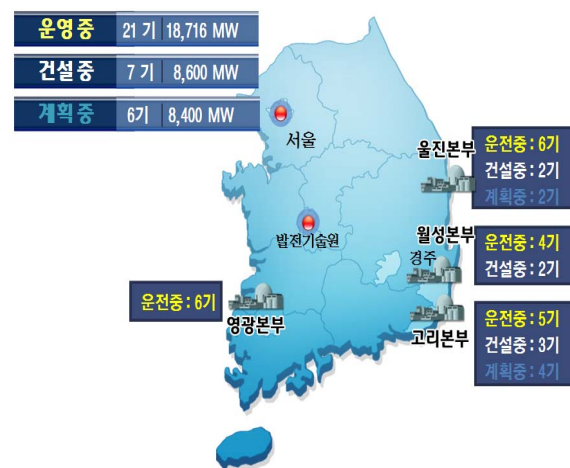 운영중 21 기 18,716 MW
건설중 7 기 8,600 MW
계획중 6기 8,400 MW
서울
울진본부
운전중 : 6기
건설중 : 2기
계획중 : 2기
발전기술원
월성본부
경주
운전중 : 4기
건설중 : 2기
운전중 : 6기
영광본부
고리본부
운전중 : 5기
건설중 : 3기
계획중 : 4기